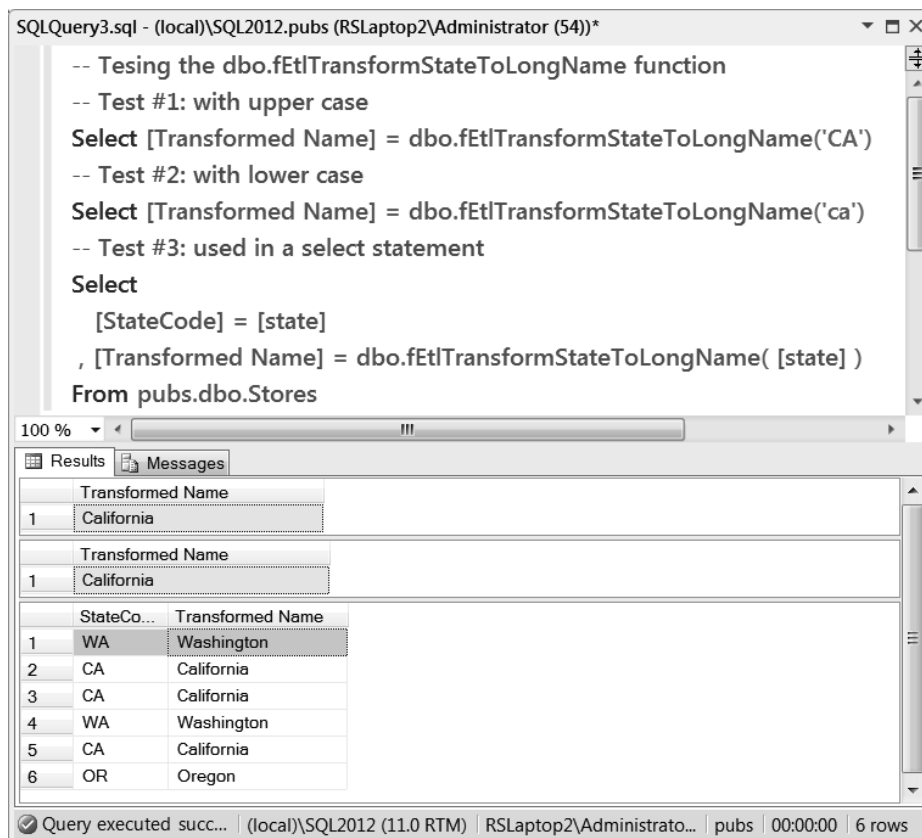 SQLQuery3.sql - (local)\SQL2012.pubs (RSLaptop2\Administrator (54))*
-- Tesing the dbo.fEtlTransformStateToLongName function
-- Test #1: with upper case
Select [Transformed Name] = dbo.fEtlTransformStateToLongName('CA')
-- Test #2: with lower case
Select [Transformed Name] = dbo.fEtlTransformStateToLongName('ca')
-- Test #3: used in a select statement
Select
[StateCode] = [state]
, [Transformed Name] = dbo.fEtlTransformStateToLongName( [state] )
From pubs.dbo.Stores
100 %
Results Messages
Transformed Name
1 California
Transformed Name
1 California
StateCo... Transformed Name
1 WA Washington
2 CA California
3 CA California
4 WA Washington
5 CA California
6 OR Oregon
Query executed succ... (local)\SQL2012 (11.0 RTM) RSLaptop2\Administrato... pubs 00:00:00 6 rows